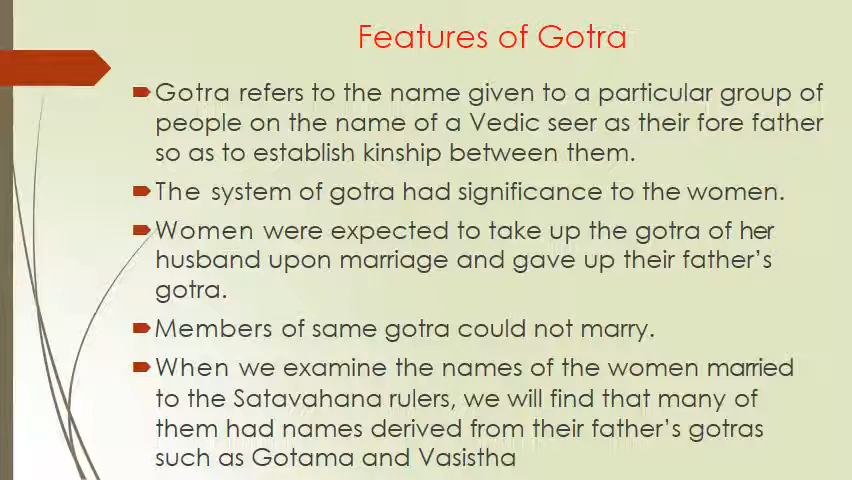 Features of Gotra
Gotra refers to the name given to a particular group of
people on the name of a Vedic seer as their fore father
so as to establish kinship between them.
The system of gotra had significance to the women.
Women were expected to take up the gotra of her
husband upon marriage and gave up their father's
gotra.
Members of same gotra could not marry.
When we examine the names of the women married
to the Satavahana rulers, we will find that many of
them had names derived from their father's gotras
such as Gotama and Vasistha